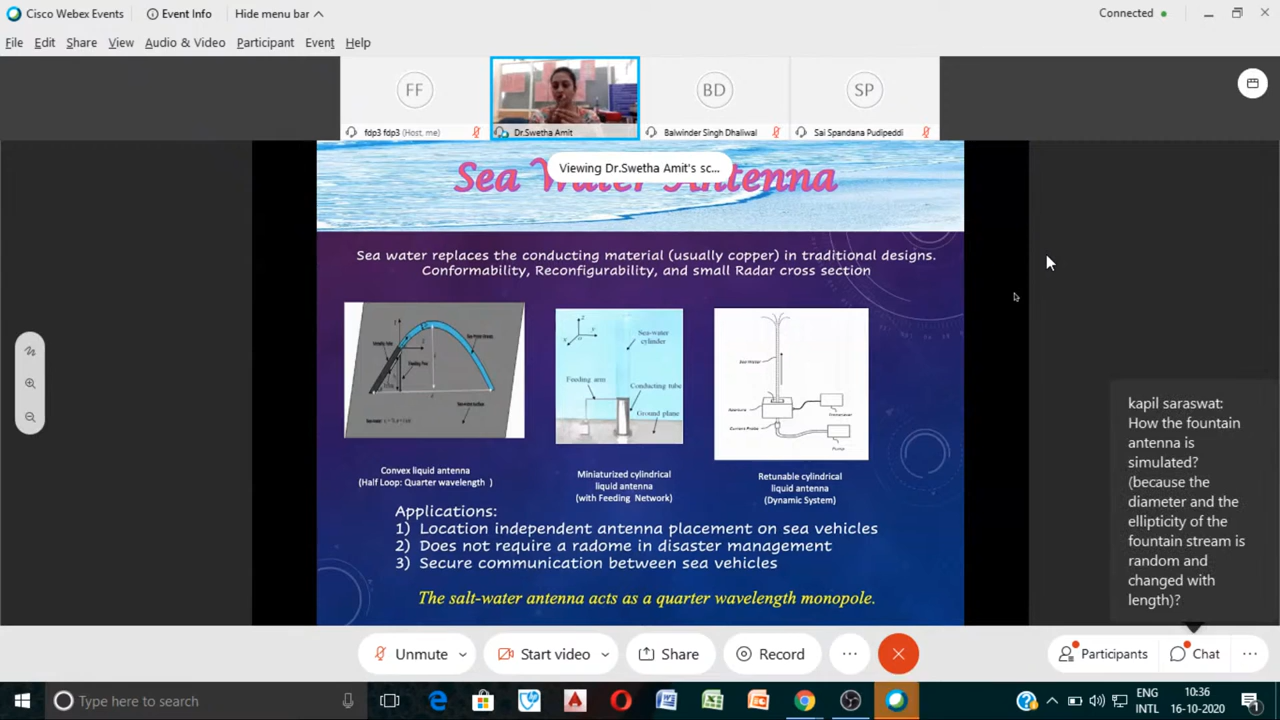 Cisco Webex Events
Event Info
Hide menu bar
Connected
File Edit Share View Audio & Video Participant Event Help
FF
BD
SP
fdp3 fdp3 (Host, me)
Dr.Swetha Amit
Balwinder Singh Dhaliwal
Sai Spandana Pudipeddi
Viewing Dr.Swetha Amit's sc...
Sea Water Antenna
Sea water replaces the conducting material (usually copper) in traditional designs.
Conformability, Reconfigurability, and small Radar cross section
Sea-water
cylinder
Feeding arm
Conducting tube
Ground plane
Sea Water
Aperture
Transceiver
Current Probe
Pump
Convex liquid antenna
(Half Loop: Quarter wavelength )
Miniaturized cylindrical
liquid antenna
(with Feeding Network)
Retunable cylindrical
liquid antenna
(Dynamic System)
Applications:
1) Location independent antenna placement on sea vehicles
2) Does not require a radome in disaster management
3) Secure communication between sea vehicles
The salt-water antenna acts as a quarter wavelength monopole.
kapil saraswat:
How the fountain
antenna is
simulated?
(because the
diameter and the
ellipticity of the
fountain stream is
random and
changed with
length)?
Unmute
Start video
Share
Record
Participants
Chat
Type here to search
ENG
INTL
10:36
16-10-2020